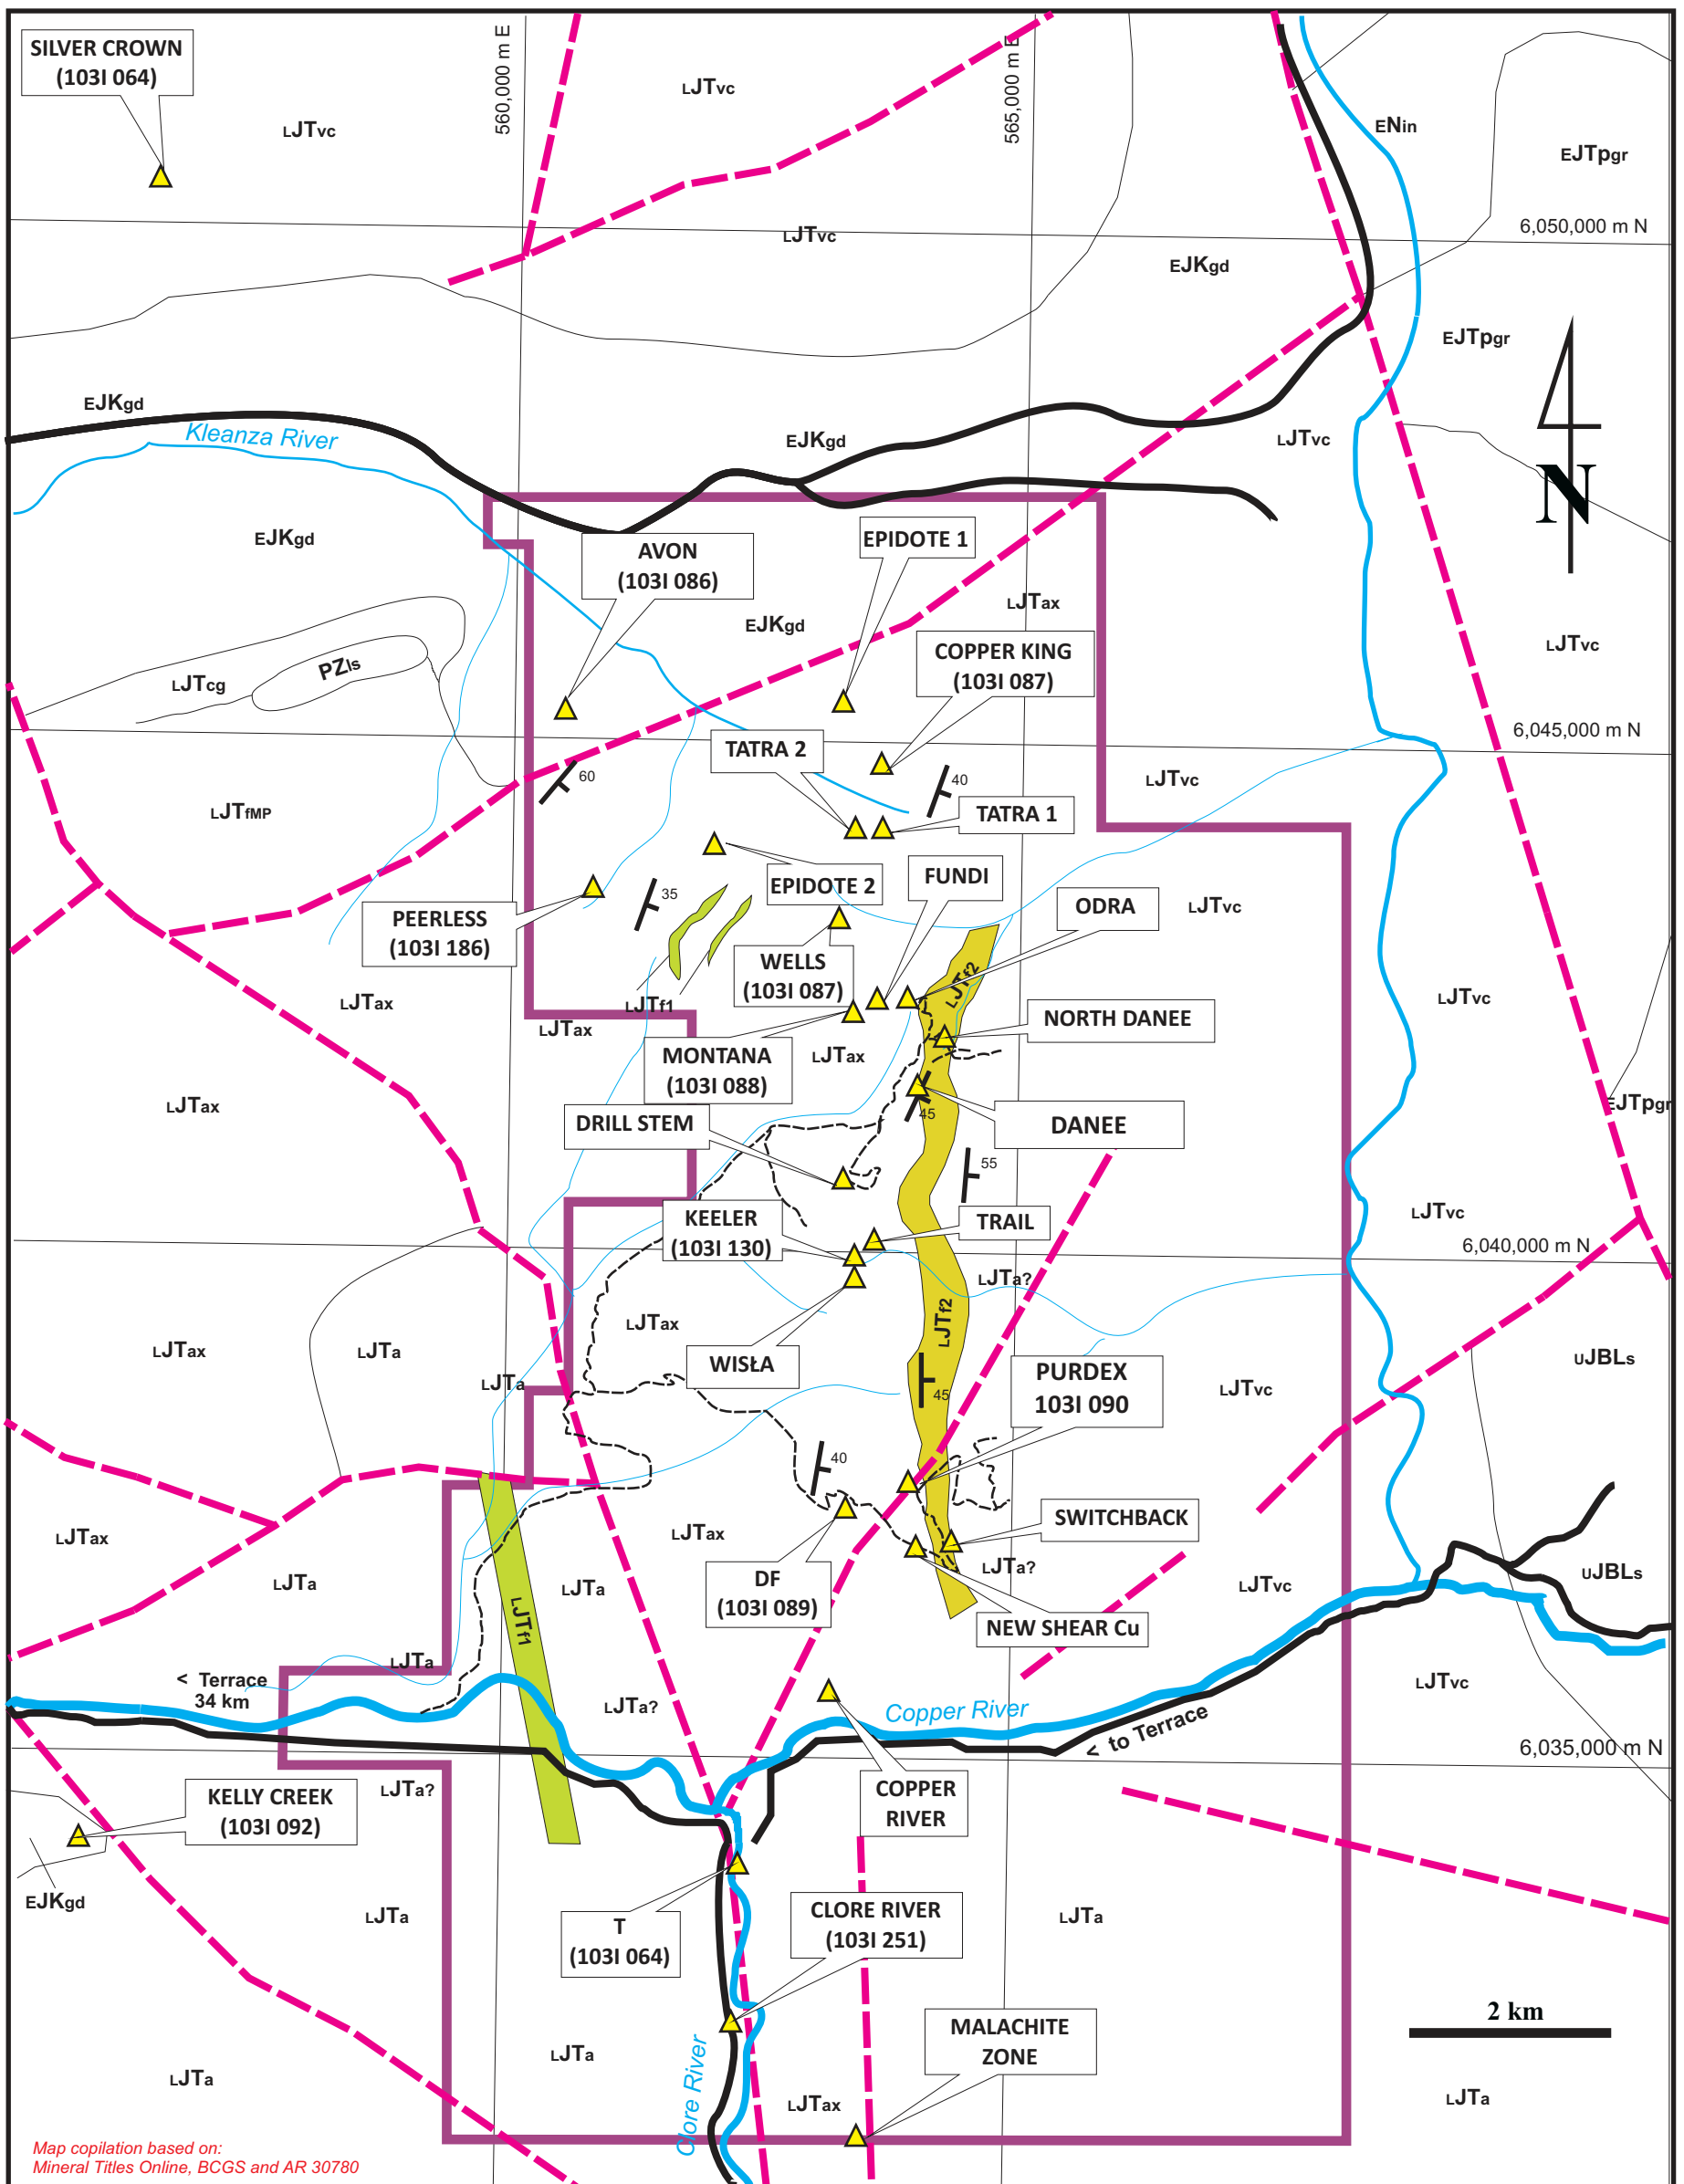 SILVER CROWN
(103I 064)
560,000 m E
565,000 m E
LJTvc
LJTvc
ENin
EJTpgr
6,050,000 m N
LJTvc
EJKgd
EJTpgr
EJKgd
Kleanza River
EJKgd
LJTvc
N
EJKgd
AVON
(103I 086)
EPIDOTE 1
LJTax
EJKgd
COPPER KING
(103I 087)
LJTvc
PZls
LJTcg
6,045,000 m N
TATRA 2
60
40
LJTvc
LJTfMP
TATRA 1
EPIDOTE 2
FUNDI
35
ODRA
LJTvc
PEERLESS
(103I 186)
WELLS
(103I 087)
LJTf2
LJTax
LJTf1
LJTax
LJTvc
NORTH DANEE
MONTANA
(103I 088)
LJTax
LJTax
EJTpgr
DRILL STEM
45
DANEE
55
KEELER
(103I 130)
TRAIL
LJTvc
6,040,000 m N
LJTa?
LJTf2
LJTax
LJTax
LJTa
WISŁA
UJBLs
LJTa
PURDEX
103I 090
LJTvc
45
40
LJTax
LJTax
SWITCHBACK
LJTa?
DF
(103I 089)
LJTa
LJTa
LJTf1
LJTvc
UJBLs
NEW SHEAR Cu
LJTa
< Terrace
34 km
LJTa?
LJTvc
Copper River
< to Terrace
6,035,000 m N
LJTa?
KELLY CREEK
(103I 092)
COPPER
RIVER
EJKgd
LJTa
T
(103I 064)
CLORE RIVER
(103I 251)
LJTa
2 km
MALACHITE
ZONE
LJTa
LJTa
Clore River
LJTax
LJTa
Map copilation based on:
Mineral Titles Online, BCGS and AR 30780